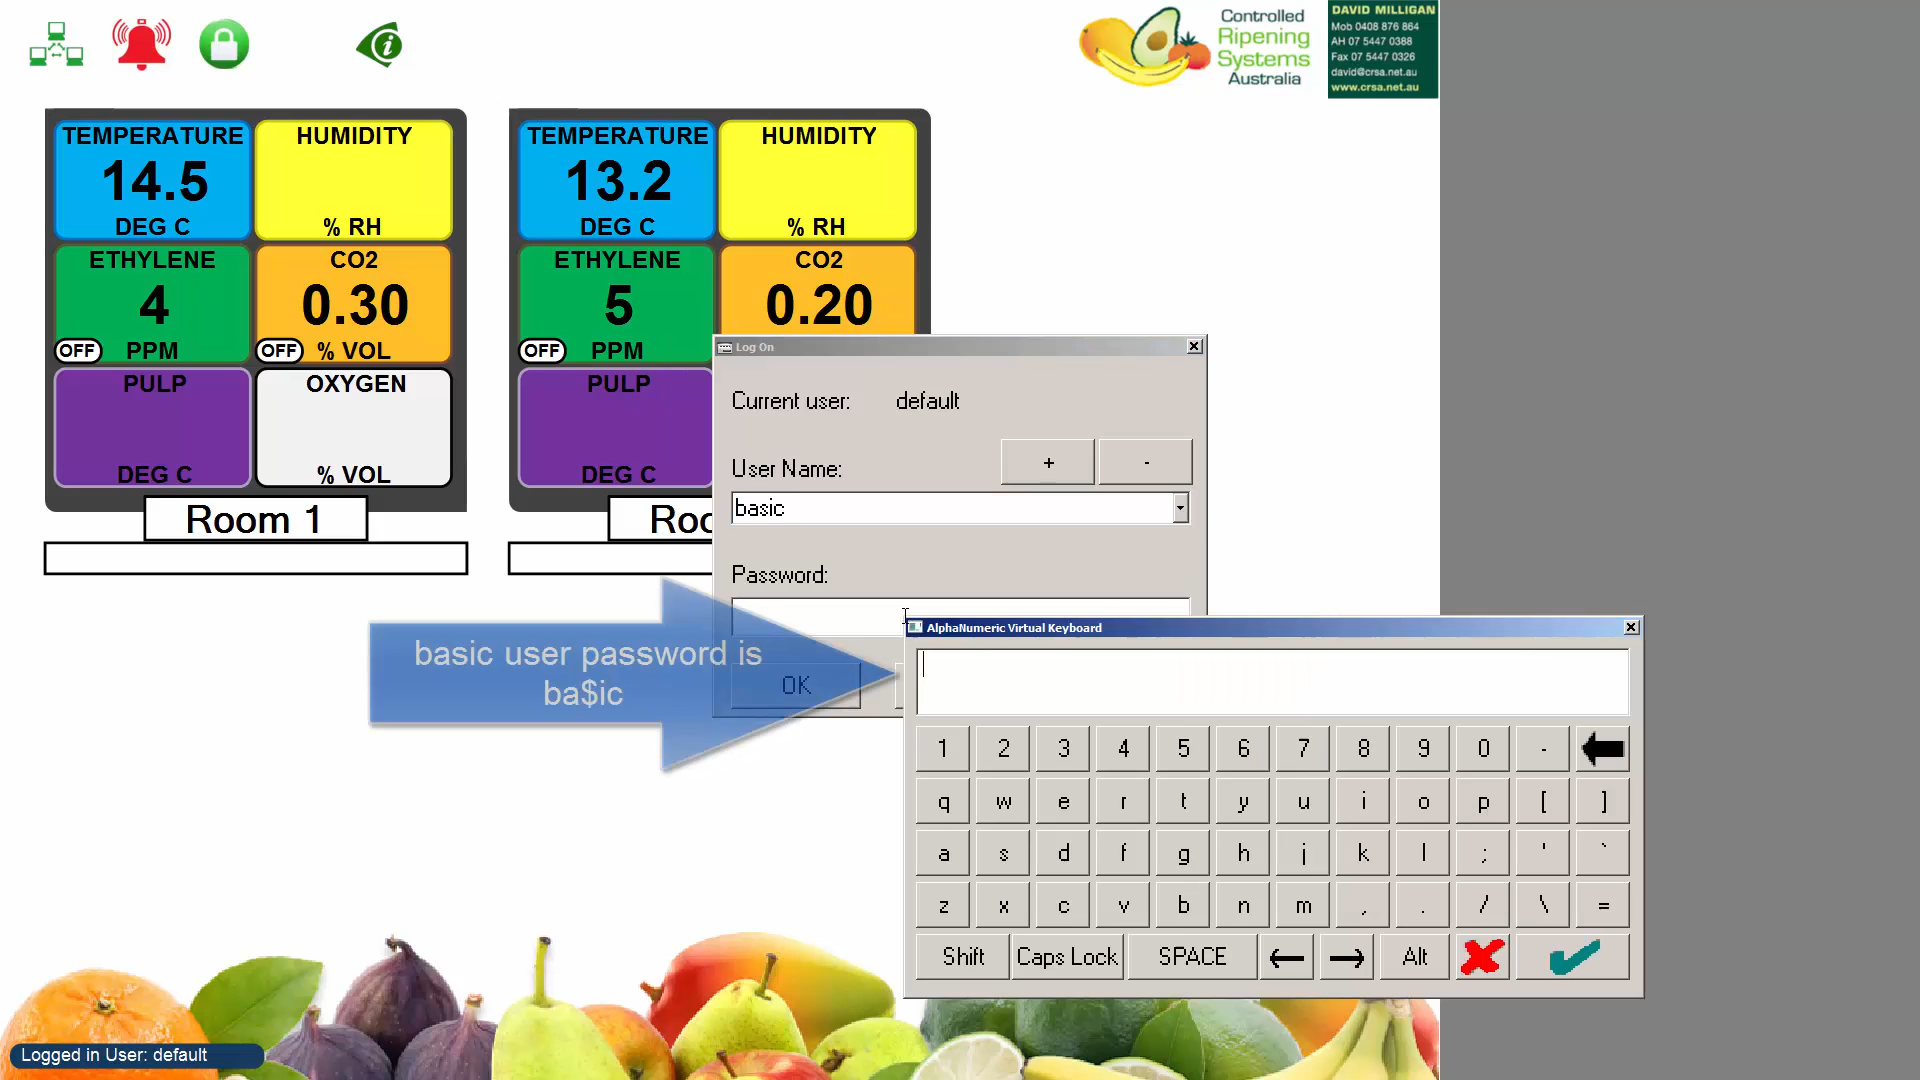 Controlled
Ripening
Systems
Australia
DAVID MILLIGAN
Mob 0408 876 864
AH 07 5447 0388
Fax 07 5447 0326
david@crsa.net.au
www.crsa.net.au
TEMPERATURE
14.5
DEG C
HUMIDITY
% RH
ETHYLENE
4
OFF PPM
CO2
0.30
OFF % VOL
PULP
DEG C
OXYGEN
% VOL
Room 1
TEMPERATURE
13.2
DEG C
HUMIDITY
% RH
ETHYLENE
5
OFF PPM
CO2
0.20
PULP
DEG C
Roo
Log On
Current user: default
User Name:
+ -
basic
Password:
OK
basic user password is
ba$ic
AlphaNumeric Virtual Keyboard
1 2 3 4 5 6 7 8 9 0 -
q w e r t y u i o p [ ]
a s d f g h j k l ; ' `
z x c v b n m , . / \ =
Shift Caps Lock SPACE ← → Alt
Logged in User: default